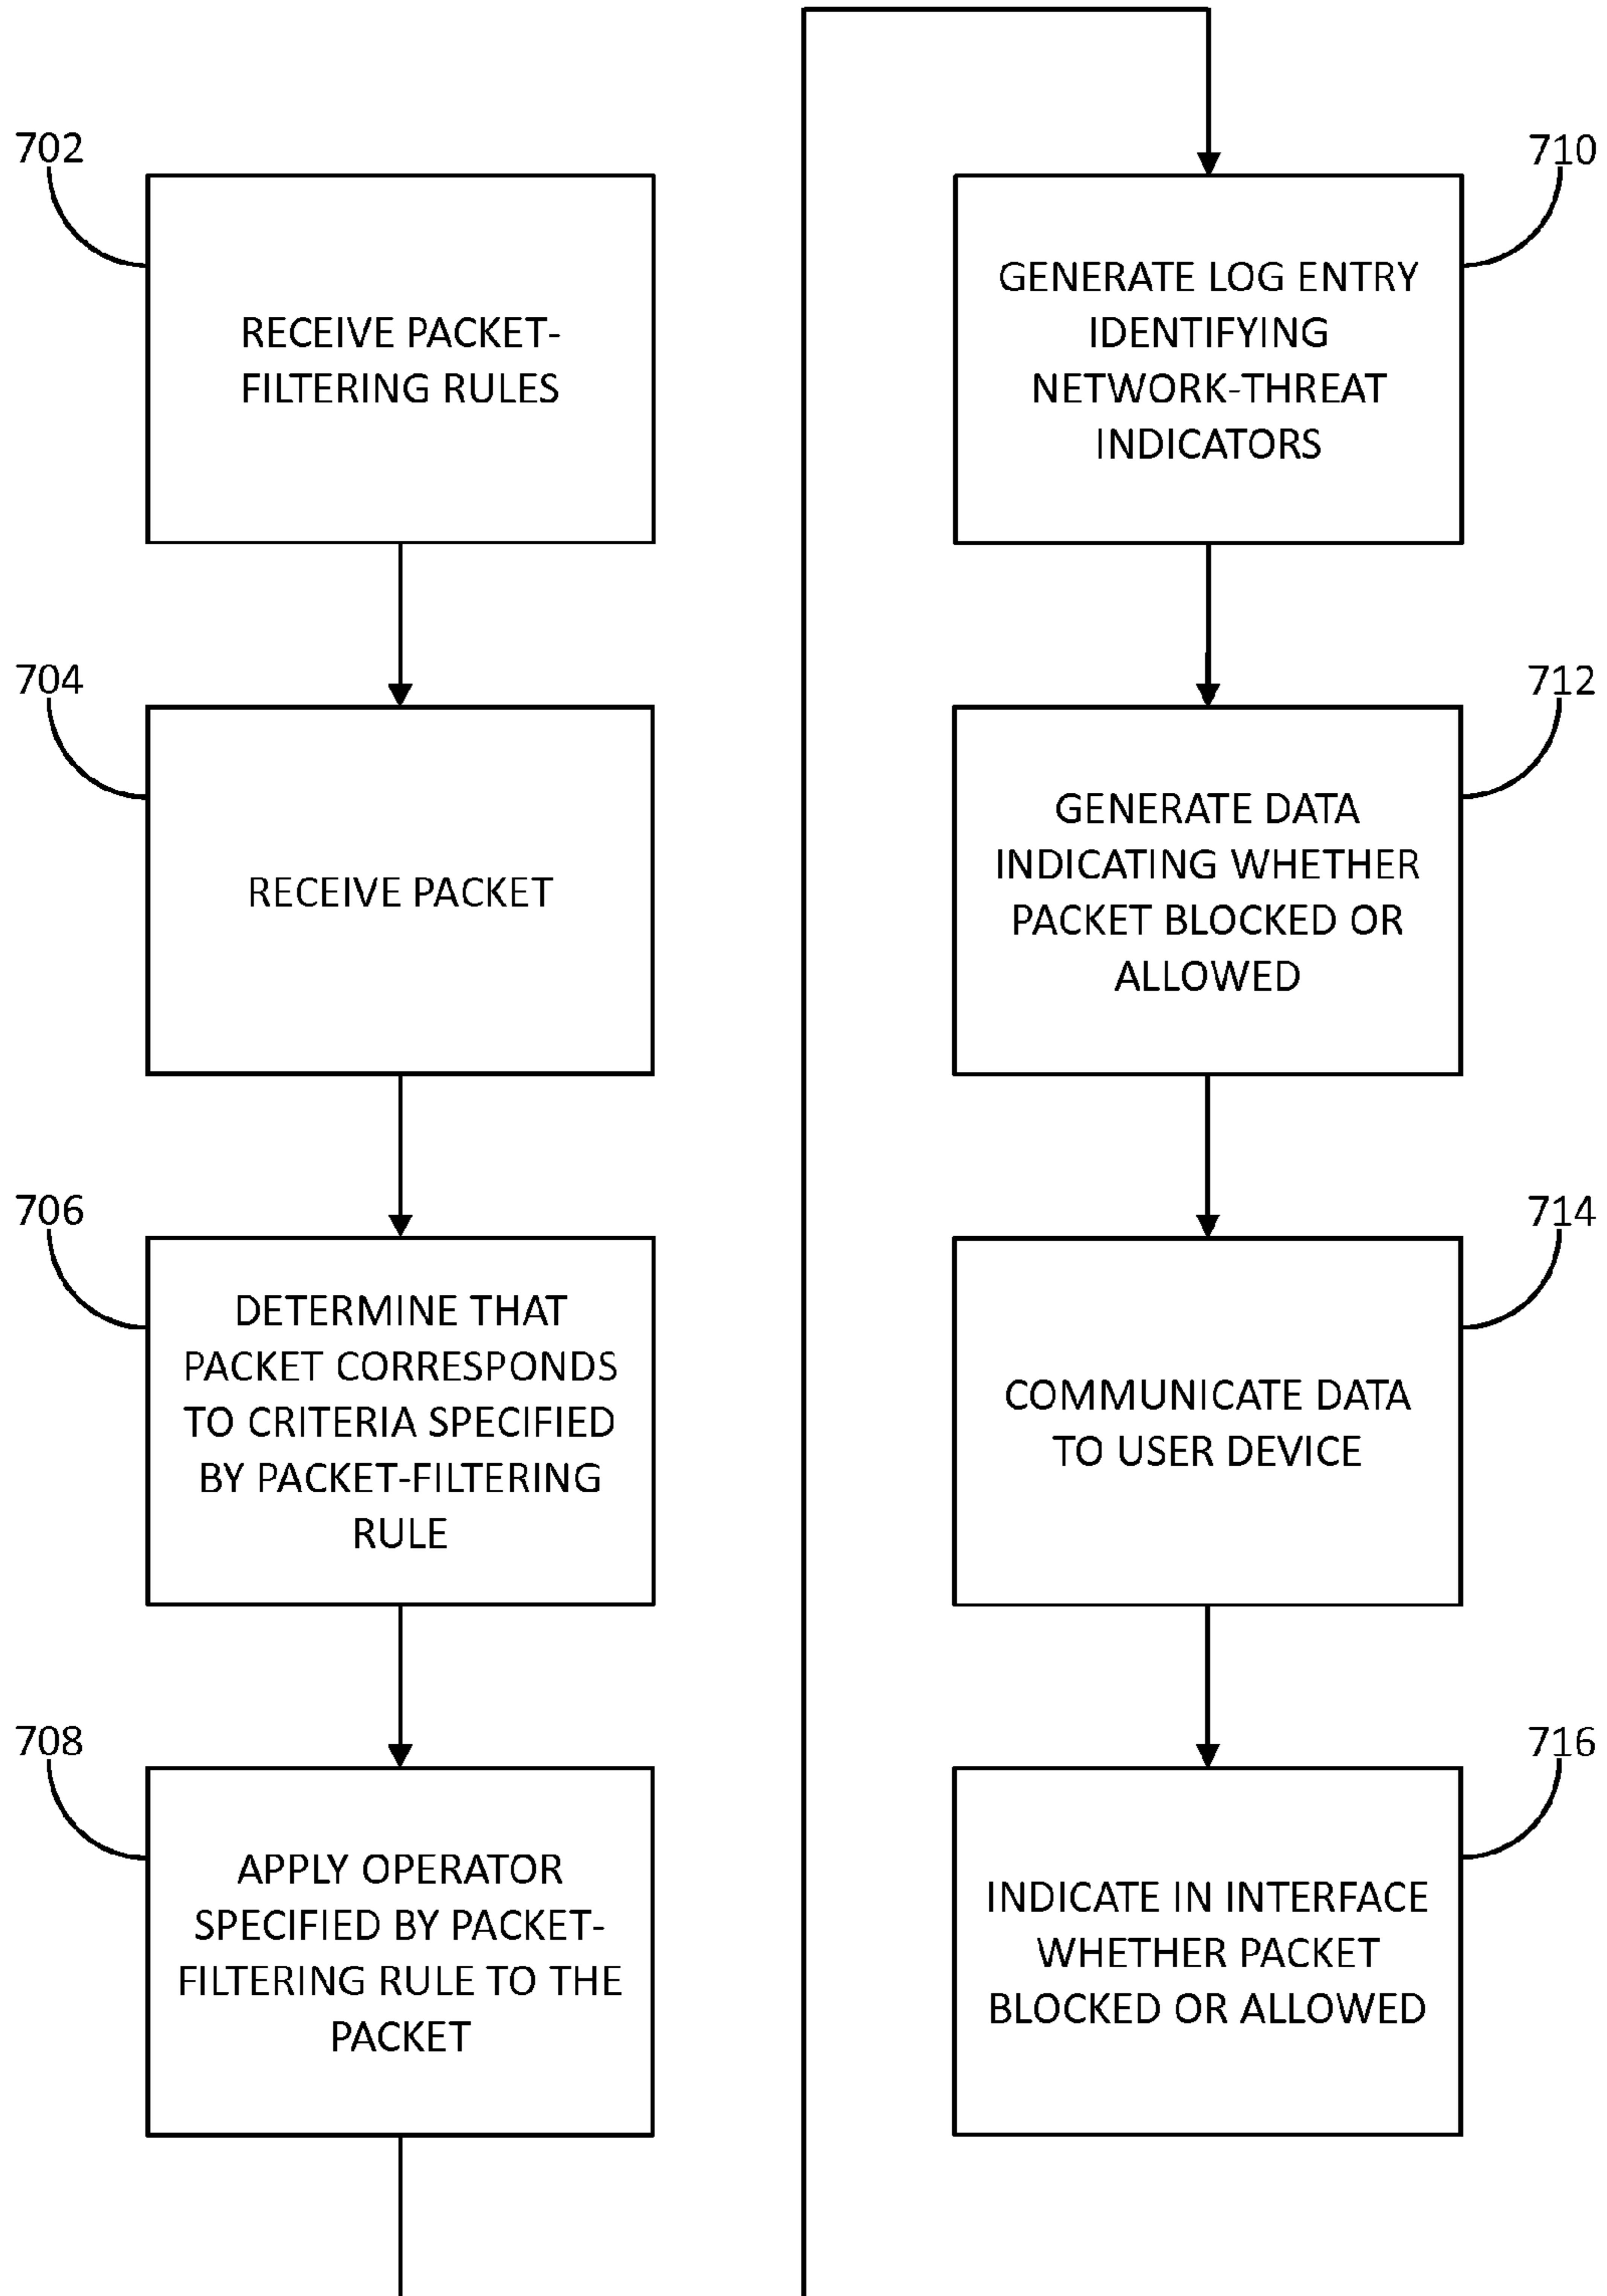 702
RECEIVE PACKET-
FILTERING RULES
704
RECEIVE PACKET
706
DETERMINE THAT
PACKET CORRESPONDS
TO CRITERIA SPECIFIED
BY PACKET-FILTERING
RULE
708
APPLY OPERATOR
SPECIFIED BY PACKET-
FILTERING RULE TO THE
PACKET
710
GENERATE LOG ENTRY
IDENTIFYING
NETWORK-THREAT
INDICATORS
712
GENERATE DATA
INDICATING WHETHER
PACKET BLOCKED OR
ALLOWED
714
COMMUNICATE DATA
TO USER DEVICE
716
INDICATE IN INTERFACE
WHETHER PACKET
BLOCKED OR ALLOWED